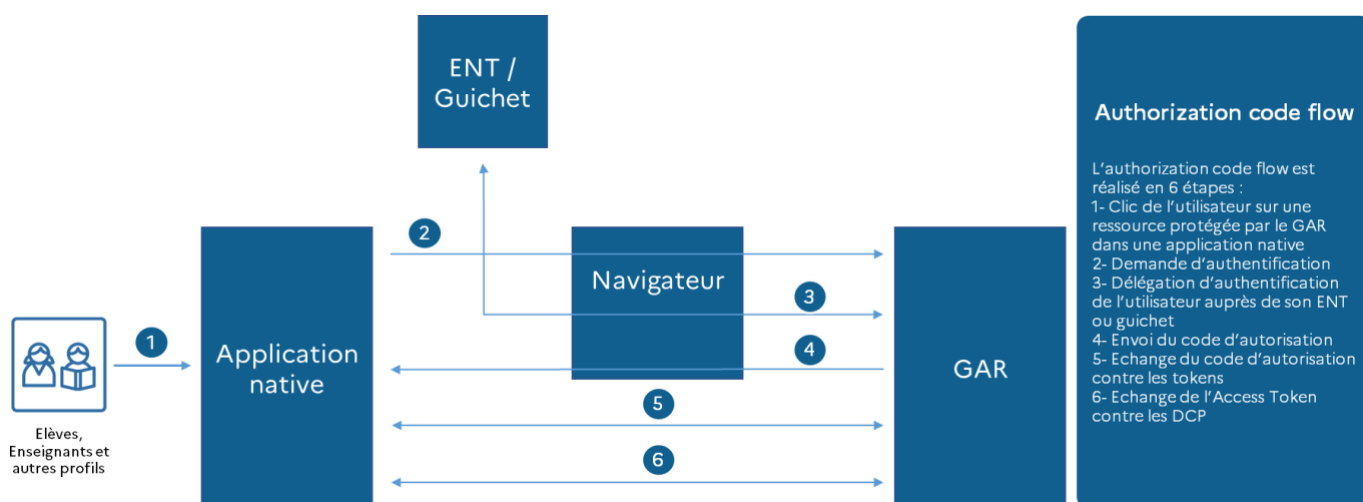 ENT /
Guichet
2
Navigateur
3
1
Application
native
4
GAR
5
6
Elèves,
Enseignants et
autres profils
Authorization code flow
L'authorization code flow est
réalisé en 6 étapes :
1- Clic de l'utilisateur sur une
ressource protégée par le GAR
dans une application native
2- Demande d'authentification
3- Délégation d'authentification
de l'utilisateur auprès de son ENT
ou guichet
4- Envoi du code d'autorisation
5- Echange du code d'autorisation
contre les tokens
6- Echange de l'Access Token
contre les DCP